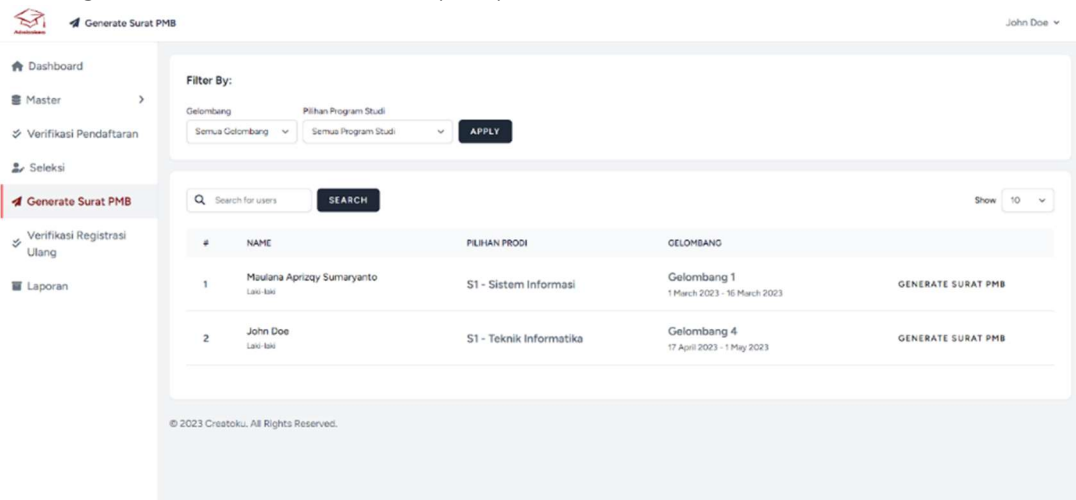 Generate Surat PMB
John Doe
Dashboard
Master
Verifikasi Pendaftaran
Seleksi
Generate Surat PMB
Verifikasi Registrasi
Ulang
Laporan
Filter By:
Gelombang Pilihan Program Studi
Semua Gelombang Semua Program Studi APPLY
Search for users SEARCH Show 10
# NAME PILIHAN PRODI GELOMBANG
1 Maulana Aprizqy Sumaryanto S1 - Sistem Informasi Gelombang 1 GENERATE SURAT PMB
Laki-laki 1 March 2023 - 16 March 2023
2 John Doe S1 - Teknik Informatika Gelombang 4 GENERATE SURAT PMB
Laki-laki 17 April 2023 - 1 May 2023
© 2023 Creatoku. All Rights Reserved.